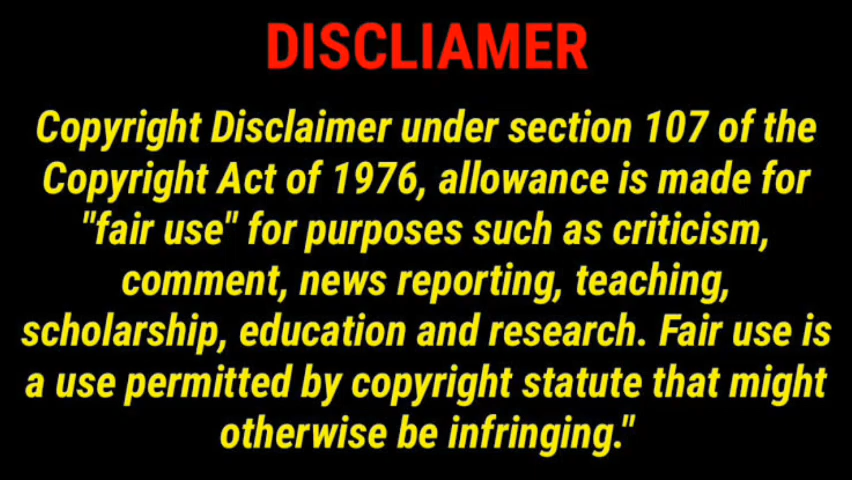 DISCLIAMER
Copyright Disclaimer under section 107 of the
Copyright Act of 1976, allowance is made for
"fair use" for purposes such as criticism,
comment, news reporting, teaching,
scholarship, education and research. Fair use is
a use permitted by copyright statute that might
otherwise be infringing."